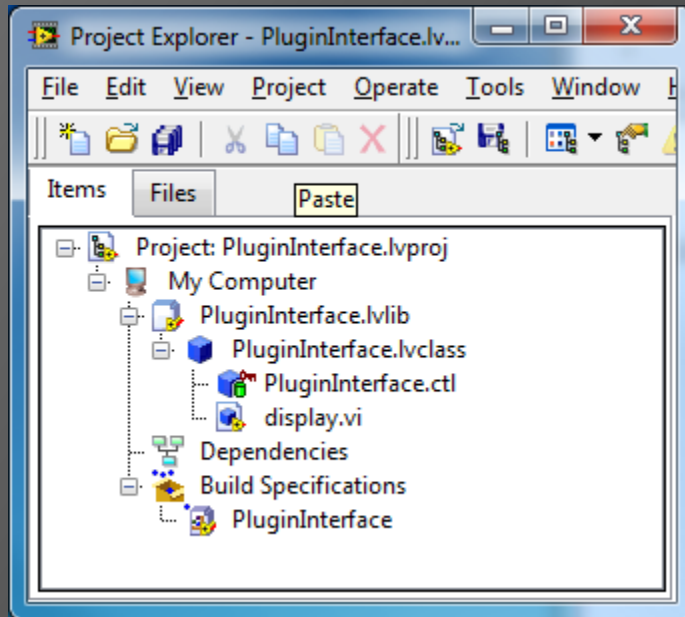 Project Explorer - PluginInterface.lv...
File Edit View Project Operate Tools Window
Items Files
Paste
Project: PluginInterface.lvproj
My Computer
PluginInterface.lvlib
PluginInterface.lvclass
PluginInterface.ctl
display.vi
Dependencies
Build Specifications
PluginInterface